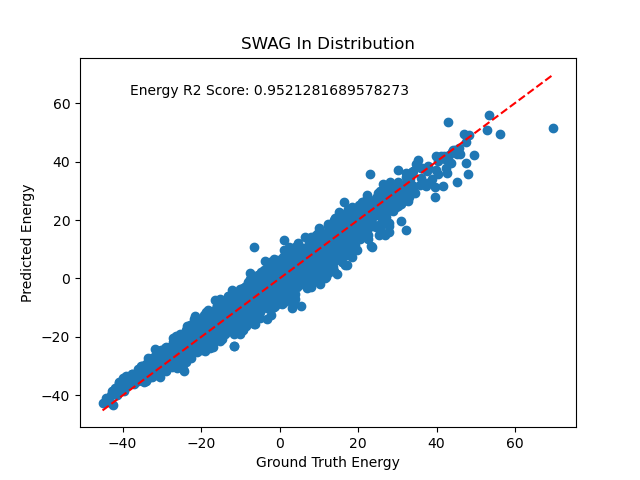 SWAG In Distribution
Energy R2 Score: 0.9521281689578273
Predicted Energy
60
40
20
0
−20
−40
−40 −20 0 20 40 60
Ground Truth Energy